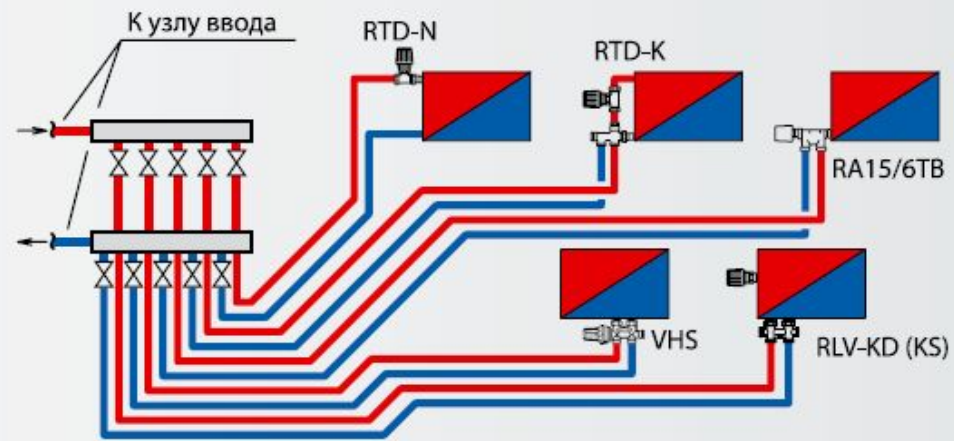 К узлу ввода
RTD-N
RTD-K
RA15/6TB
VHS
RLV-KD (KS)